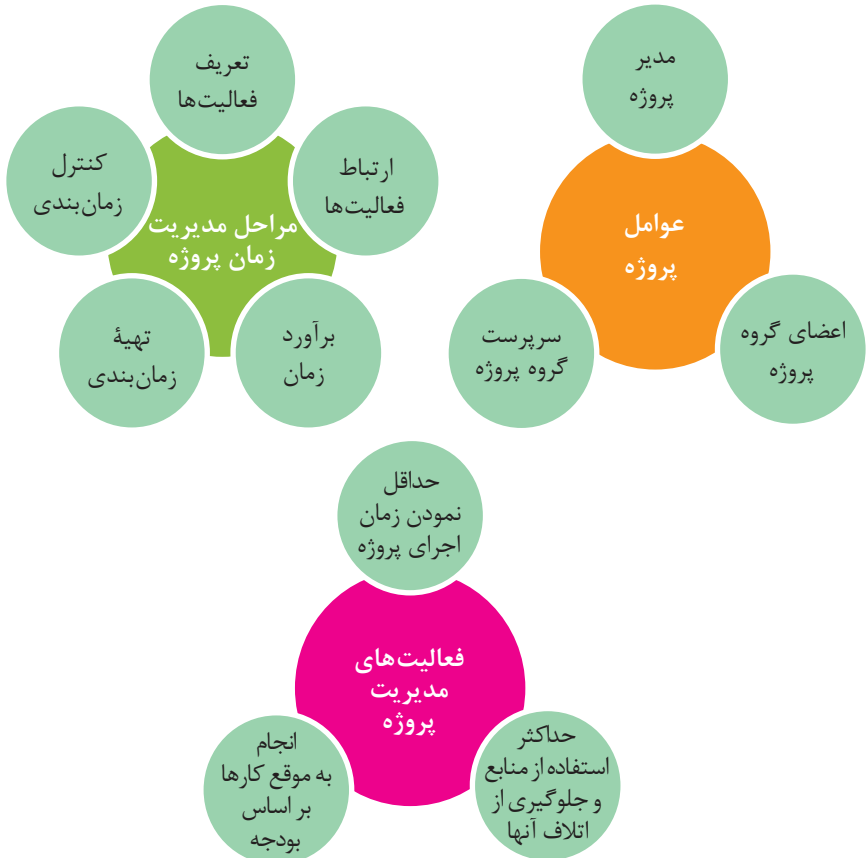 مدیر
پروژه
عوامل
پروژه
اعضای گروه
پروژه
سرپرست
گروه پروژه
تعریف
فعالیت‌ها
ارتباط
فعالیت‌ها
مراحل مدیریت
زمان پروژه
برآورد
زمان
تهیۀ
زمان‌بندی
کنترل
زمان‌بندی
حداقل
نمودن زمان
اجرای پروژه
فعالیت‌های
مدیریت
پروژه
حداکثر
استفاده از منابع
و جلوگیری از
اتلاف آنها
انجام
به موقع کارها
بر اساس
بودجه